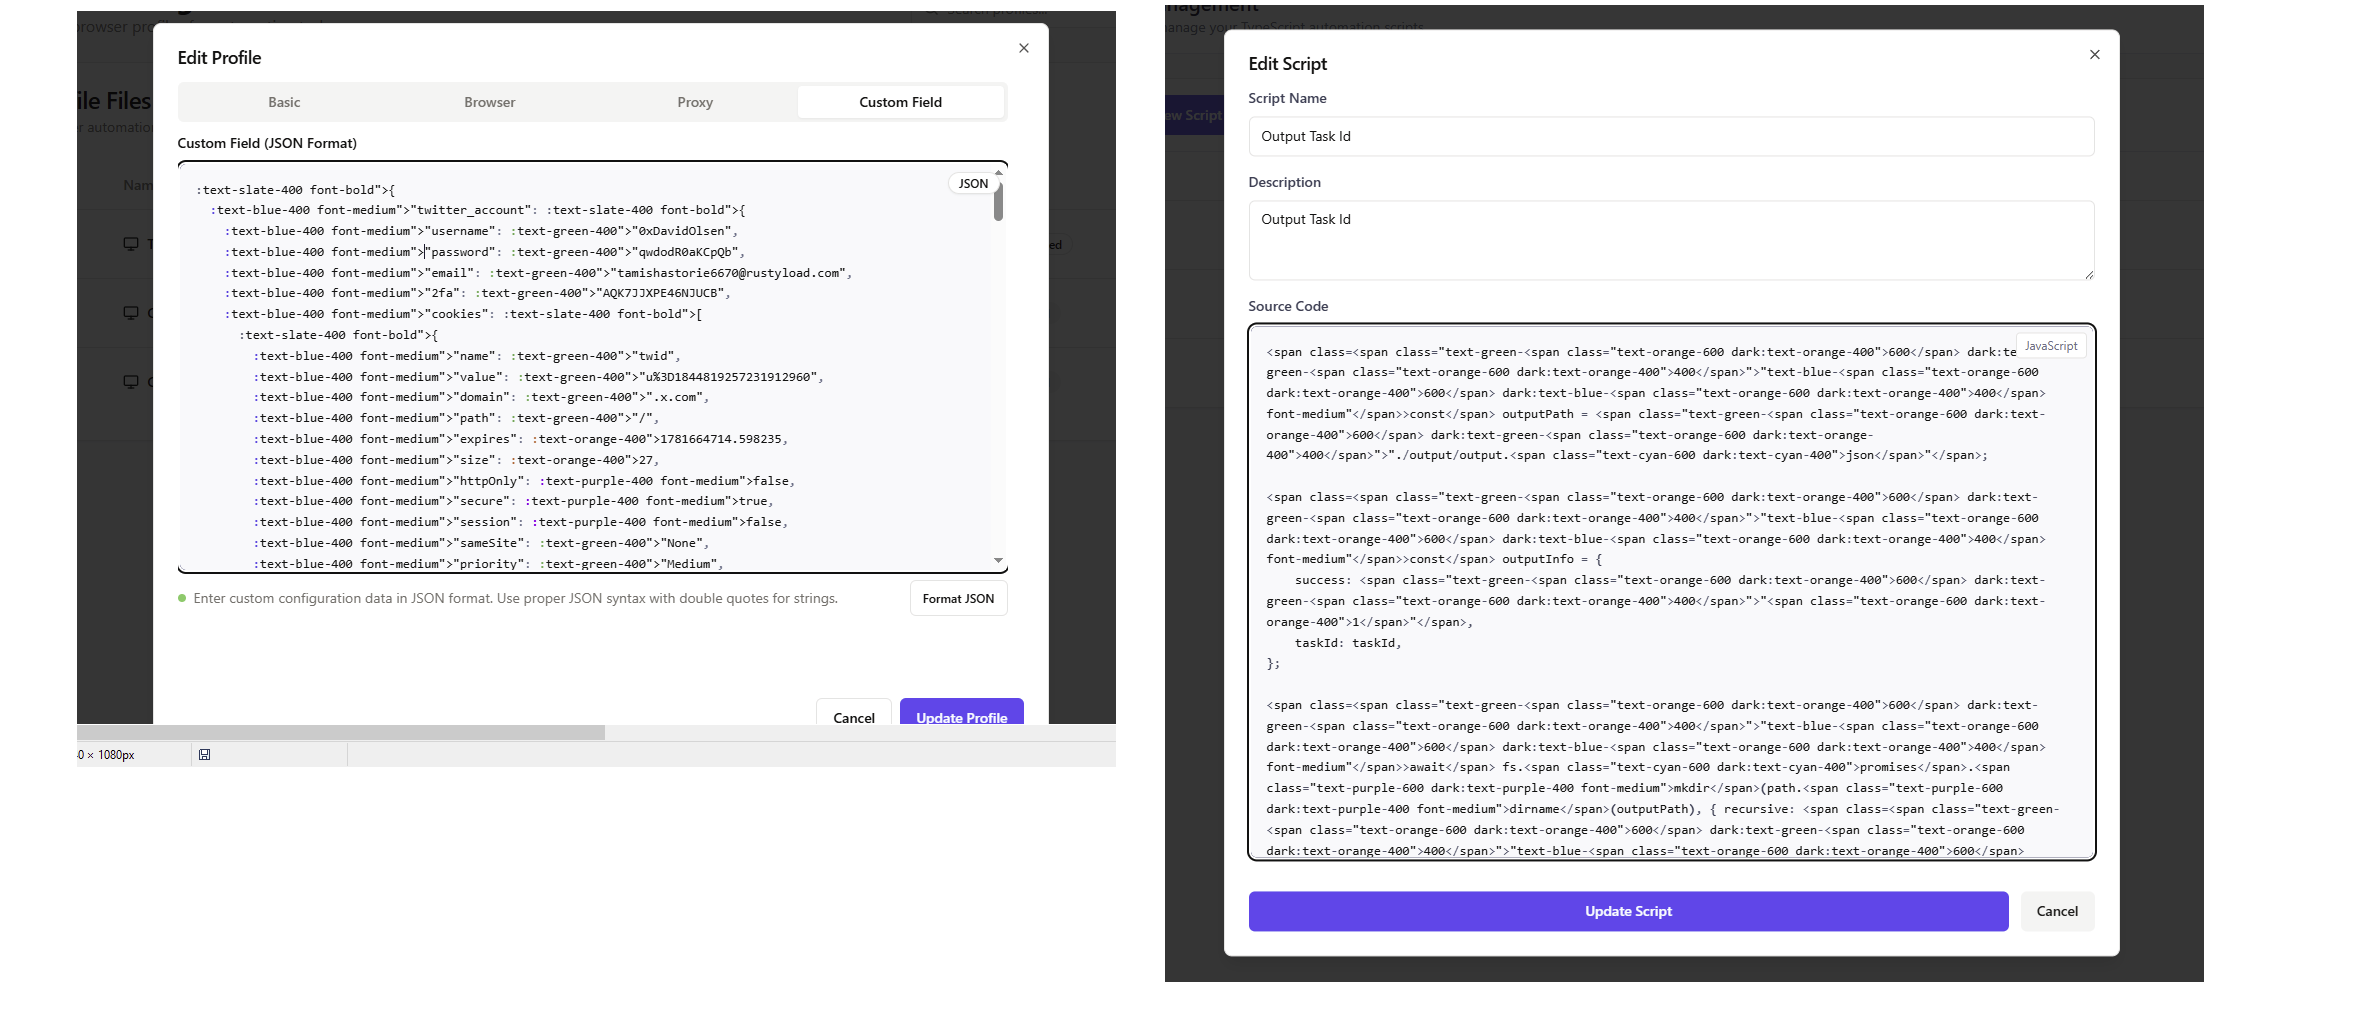 rowser pro
Search profiles...
ile Files
r automation
Nam
ed
Edit Profile
Basic
Browser
Proxy
Custom Field
Custom Field (JSON Format)
JSON
:text-slate-400 font-bold">{
:text-blue-400 font-medium">"twitter_account": :text-slate-400 font-bold">{
:text-blue-400 font-medium">"username": :text-green-400">"0xDavidOlsen",
:text-blue-400 font-medium">"password": :text-green-400">"qwdodR0aKCpQb",
:text-blue-400 font-medium">"email": :text-green-400">"tamishastorie6670@rustyload.com",
:text-blue-400 font-medium">"2fa": :text-green-400">"AQK7JJXPE46NJUCB",
:text-blue-400 font-medium">"cookies": :text-slate-400 font-bold">[
:text-slate-400 font-bold">{
:text-blue-400 font-medium">"name": :text-green-400">"twid",
:text-blue-400 font-medium">"value": :text-green-400">"u%3D1844819257231912960",
:text-blue-400 font-medium">"domain": :text-green-400">".x.com",
:text-blue-400 font-medium">"path": :text-green-400">"/",
:text-blue-400 font-medium">"expires": :text-orange-400">1781664714.598235,
:text-blue-400 font-medium">"size": :text-orange-400">27,
:text-blue-400 font-medium">"httpOnly": :text-purple-400 font-medium">false,
:text-blue-400 font-medium">"secure": :text-purple-400 font-medium">true,
:text-blue-400 font-medium">"session": :text-purple-400 font-medium">false,
:text-blue-400 font-medium">"sameSite": :text-green-400">"None",
:text-blue-400 font-medium">"priority": :text-green-400">"Medium",
Enter custom configuration data in JSON format. Use proper JSON syntax with double quotes for strings.
Format JSON
Cancel
Update Profile
0 × 1080px
nagement
anage your TypeScript automation scripts
ew Script
Edit Script
Script Name
Output Task Id
Description
Output Task Id
Source Code
JavaScript
<span class=<span class="text-green-<span class="text-orange-600 dark:text-orange-400">600</span> dark:te
green-<span class="text-orange-600 dark:text-orange-400">400</span>">"text-blue-<span class="text-orange-600
dark:text-orange-400">600</span> dark:text-blue-<span class="text-orange-600 dark:text-orange-400">400</span>
font-medium"</span>>const</span> outputPath = <span class="text-green-<span class="text-orange-600 dark:text-
orange-400">600</span> dark:text-green-<span class="text-orange-600 dark:text-orange-
400">400</span>">"./output/output.<span class="text-cyan-600 dark:text-cyan-400">json</span>"</span>;
<span class=<span class="text-green-<span class="text-orange-600 dark:text-orange-400">600</span> dark:text-
green-<span class="text-orange-600 dark:text-orange-400">400</span>">"text-blue-<span class="text-orange-600
dark:text-orange-400">600</span> dark:text-blue-<span class="text-orange-600 dark:text-orange-400">400</span>
font-medium"</span>>const</span> outputInfo = {
success: <span class="text-green-<span class="text-orange-600 dark:text-orange-400">600</span> dark:text-
green-<span class="text-orange-600 dark:text-orange-400">400</span>">"<span class="text-orange-600 dark:text-
orange-400">1</span>"</span>,
taskId: taskId,
};
<span class=<span class="text-green-<span class="text-orange-600 dark:text-orange-400">600</span> dark:text-
green-<span class="text-orange-600 dark:text-orange-400">400</span>">"text-blue-<span class="text-orange-600
dark:text-orange-400">600</span> dark:text-blue-<span class="text-orange-600 dark:text-orange-400">400</span>
font-medium"</span>>await</span> fs.<span class="text-cyan-600 dark:text-cyan-400">promises</span>.<span
class="text-purple-600 dark:text-purple-400 font-medium">mkdir</span>(path.<span class="text-purple-600
dark:text-purple-400 font-medium">dirname</span>(outputPath), { recursive: <span class=<span class="text-green-
<span class="text-orange-600 dark:text-orange-400">600</span> dark:text-green-<span class="text-orange-600
dark:text-orange-400">400</span>">"text-blue-<span class="text-orange-600 dark:text-orange-400">600</span>
Update Script
Cancel